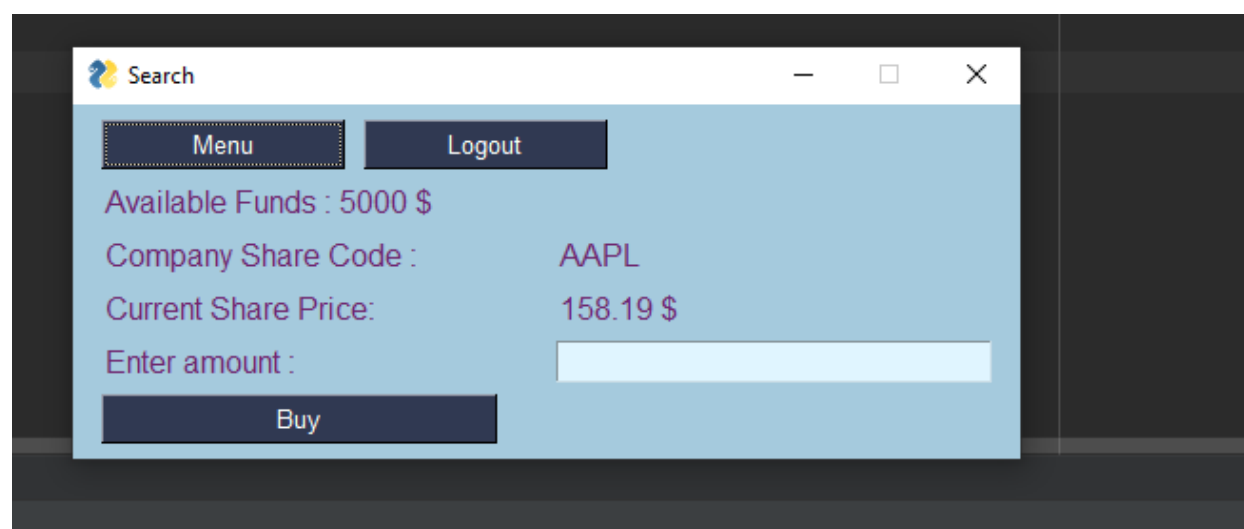 Search
Menu Logout
Available Funds : 5000 $
Company Share Code : AAPL
Current Share Price: 158.19 $
Enter amount :
Buy